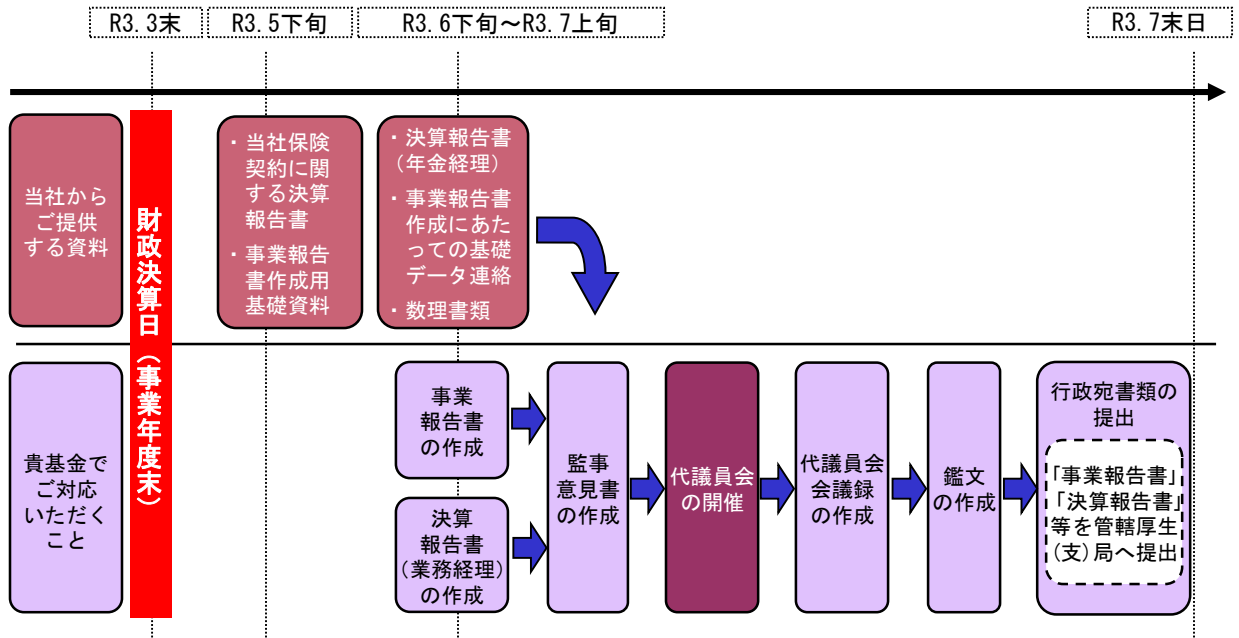 R3.3末
R3.5下旬
R3.6下旬～R3.7上旬
R3.7末日
当社から
ご提供
する資料
財政決算日（事業年度末）
・当社保険
契約に関
する決算
報告書
・事業報告
書作成用
基礎資料
・決算報告書
（年金経理）
・事業報告書
作成にあた
っての基礎
データ連絡
・数理書類
貴基金で
ご対応
いただく
こと
事業
報告書
の作成
決算
報告書
(業務経理)
の作成
監事
意見書
の作成
代議員会
の開催
代議員会
会議録
の作成
鑑文
の作成
行政宛書類の
提出
「事業報告書」
「決算報告書」
等を管轄厚生
(支)局へ提出